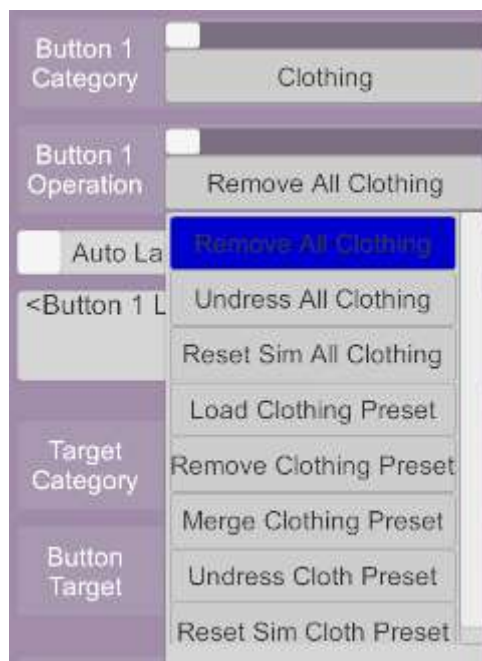 Button 1
Category
Clothing
Button 1
Operation
Remove All Clothing
Auto La
Remove All Clothing
<Button 1 L
Undress All Clothing
Reset Sim All Clothing
Load Clothing Preset
Target
Category
Remove Clothing Preset
Merge Clothing Preset
Button
Target
Undress Cloth Preset
Reset Sim Cloth Preset